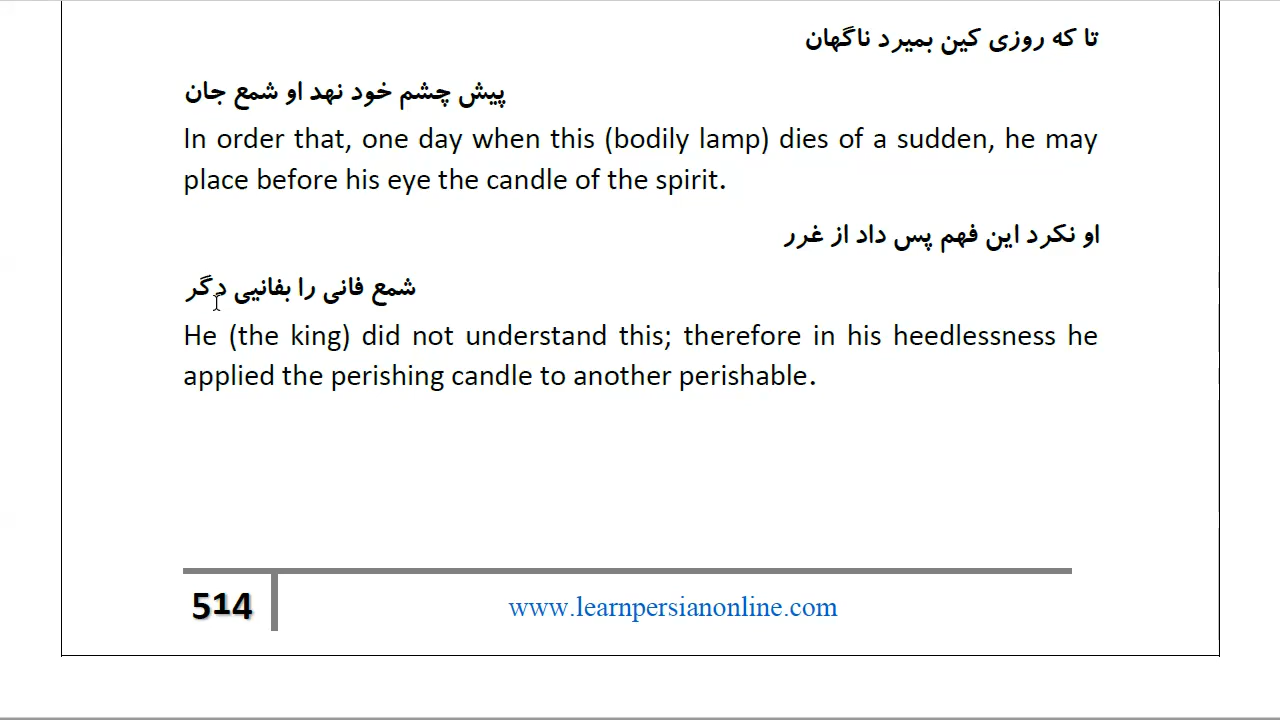 تا که روزی کین بمیرد ناگهان
پیش چشم خود نهد او شمع جان
In order that, one day when this (bodily lamp) dies of a sudden, he may
place before his eye the candle of the spirit.
او نکرد این فهم پس داد از غرر
شمع فانی را بفانیی دگر
He (the king) did not understand this; therefore in his heedlessness he
applied the perishing candle to another perishable.
514
www.learnpersianonline.com